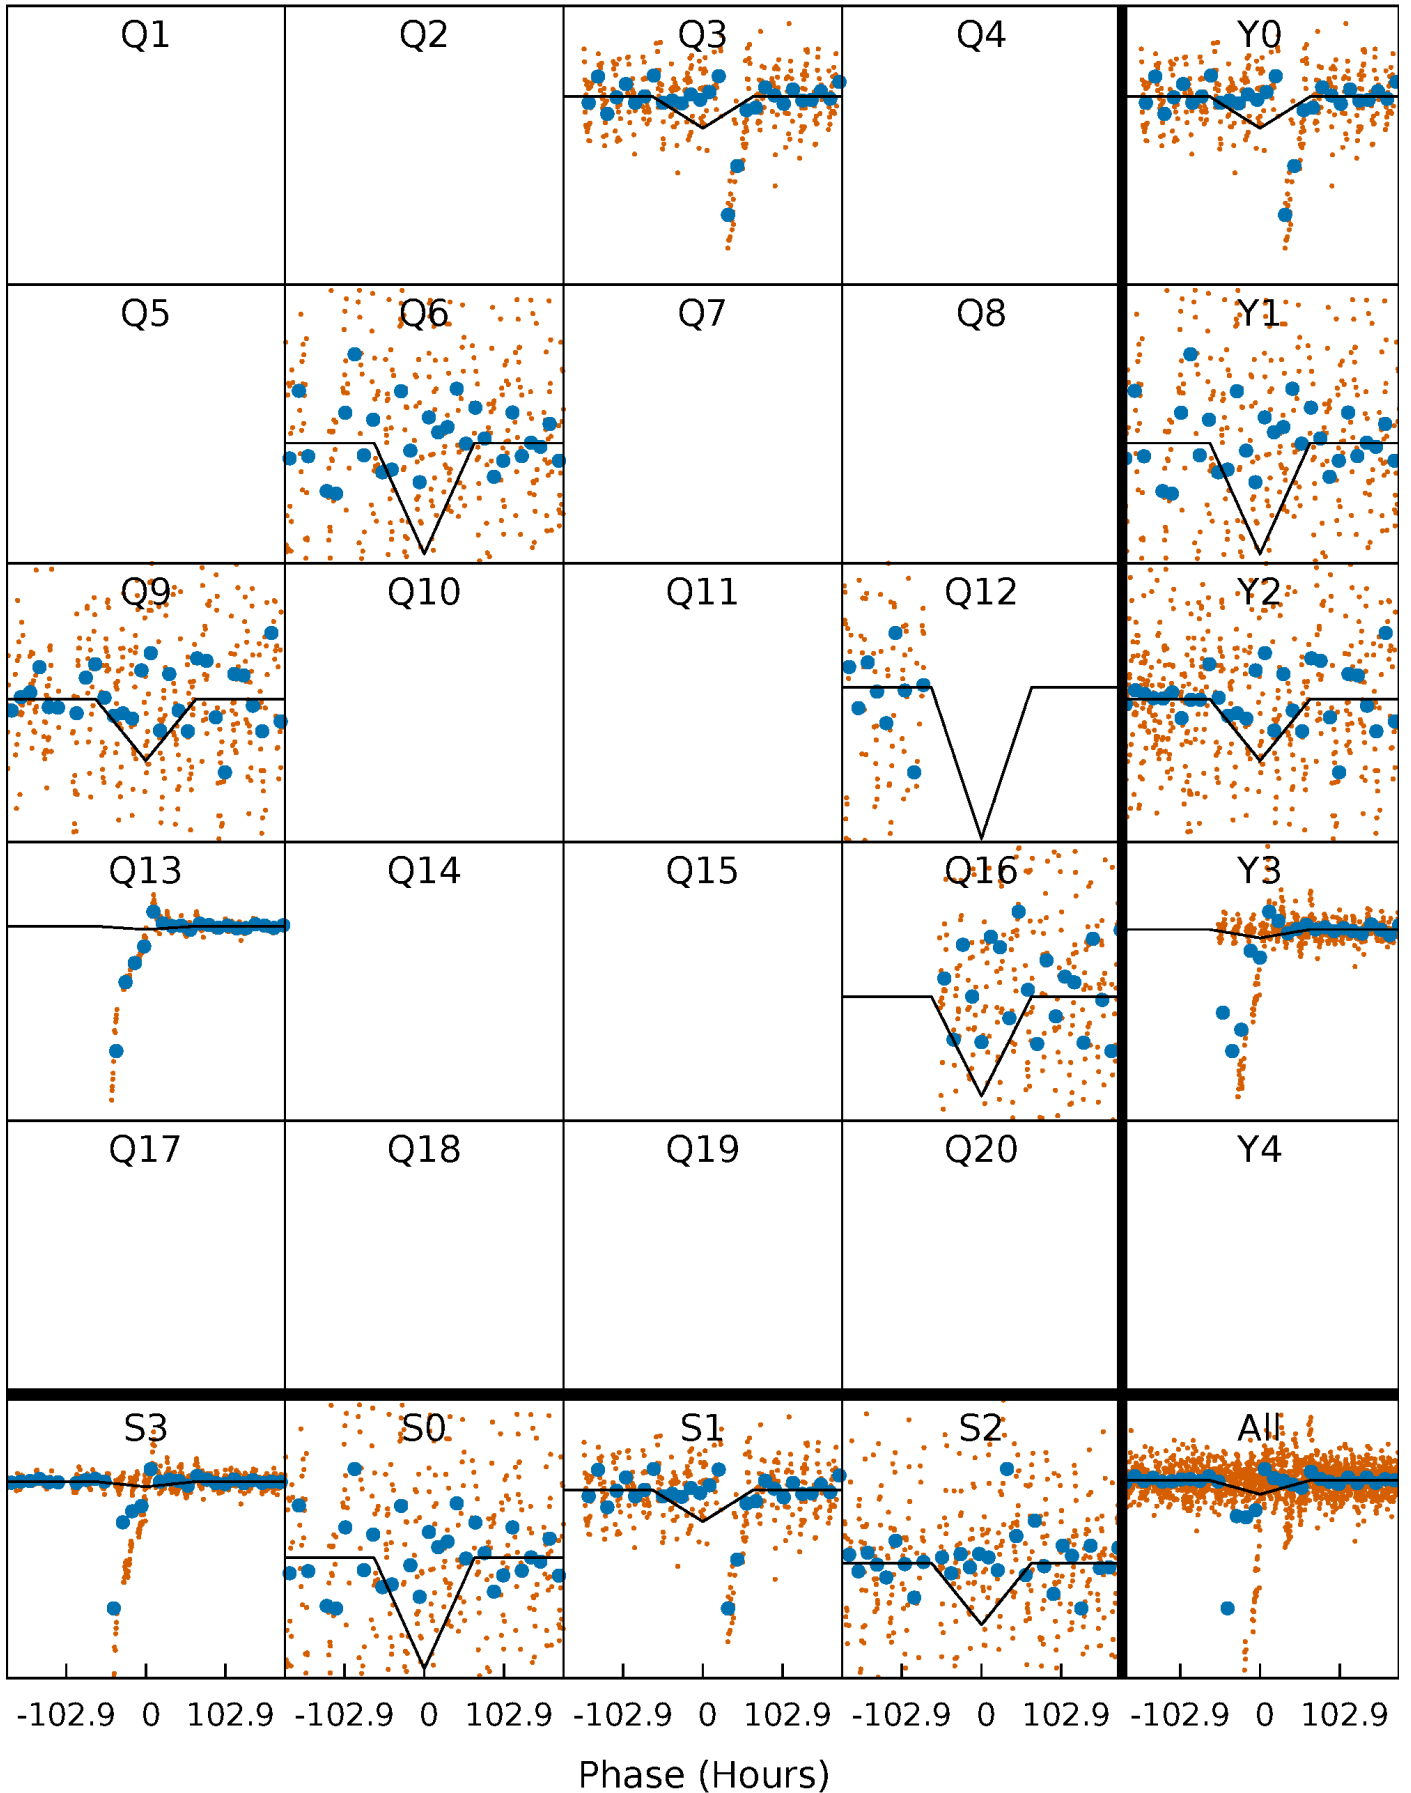 Q1 Q2 Q3 Q4 Y0
Q5 Q6 Q7 Q8 Y1
Q9 Q10 Q11 Q12 Y2
Q13 Q14 Q15 Q16 Y3
Q17 Q18 Q19 Q20 Y4
S3 S0 S1 S2 All
-102.9 0 102.9 -102.9 0 102.9 -102.9 0 102.9 -102.9 0 102.9 -102.9 0 102.9
Phase (Hours)